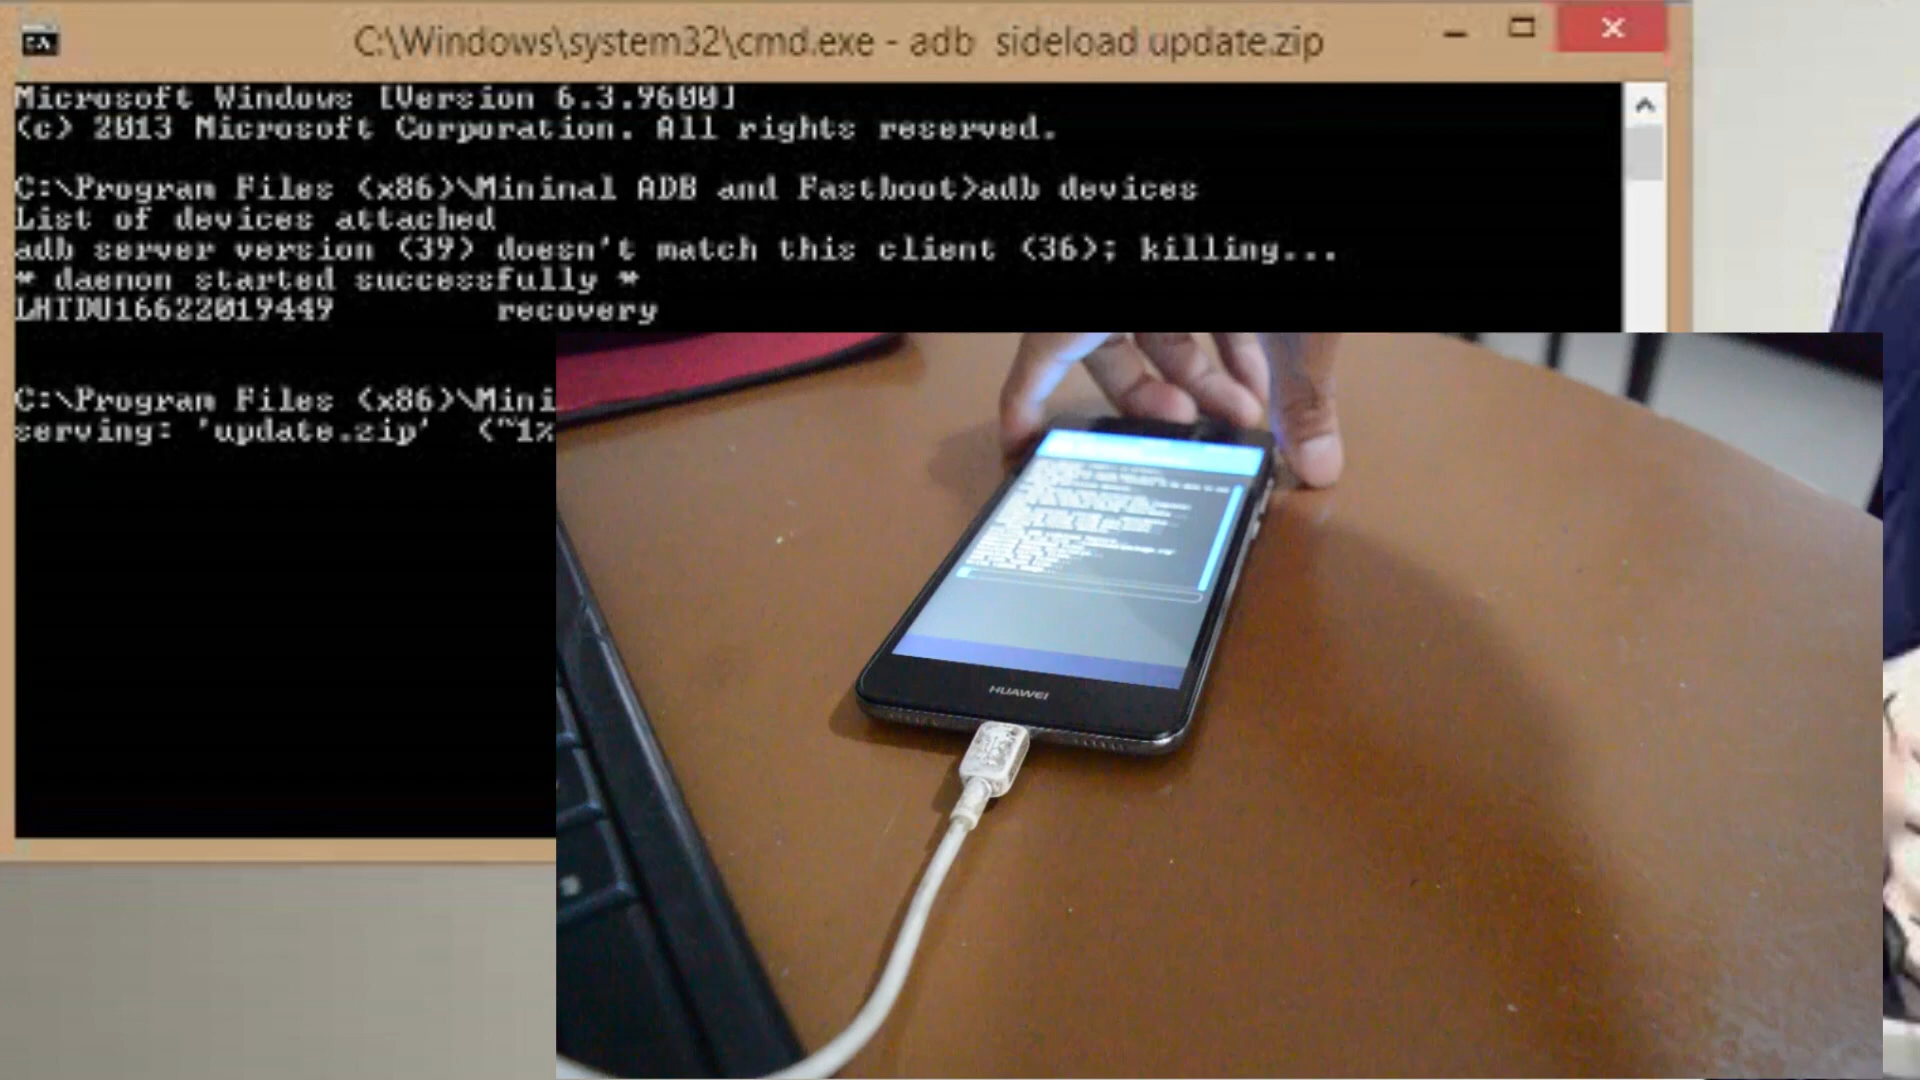 C:\Windows\system32\cmd.exe - adb  sideload update.zip
Microsoft Windows [Version 6.3.9600]
(c) 2013 Microsoft Corporation. All rights reserved.
C:\Program Files (x86)\Minimal ADB and Fastboot>adb devices
List of devices attached
adb server version (39) doesn't match this client (36); killing...
* daemon started successfully *
LHTDU16622019449        recovery
C:\Program Files (x86)\Mini
serving: 'update.zip'  (~1%
HUAWEI